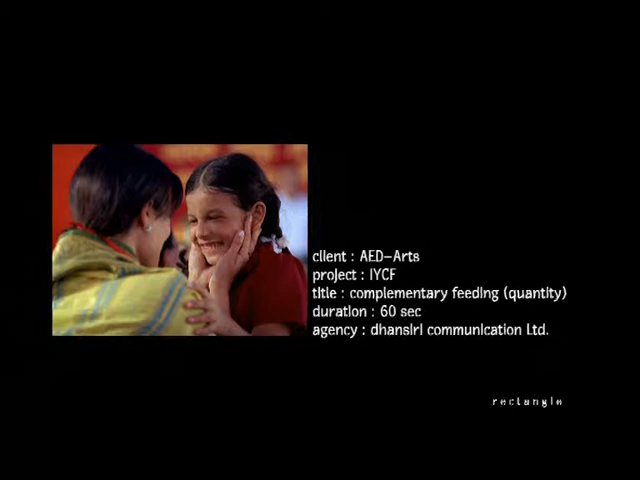 client : AED-Arts
project : IYCF
title : complementary feeding (quantity)
duration : 60 sec
agency : dhansiri communication Ltd.
rectangle